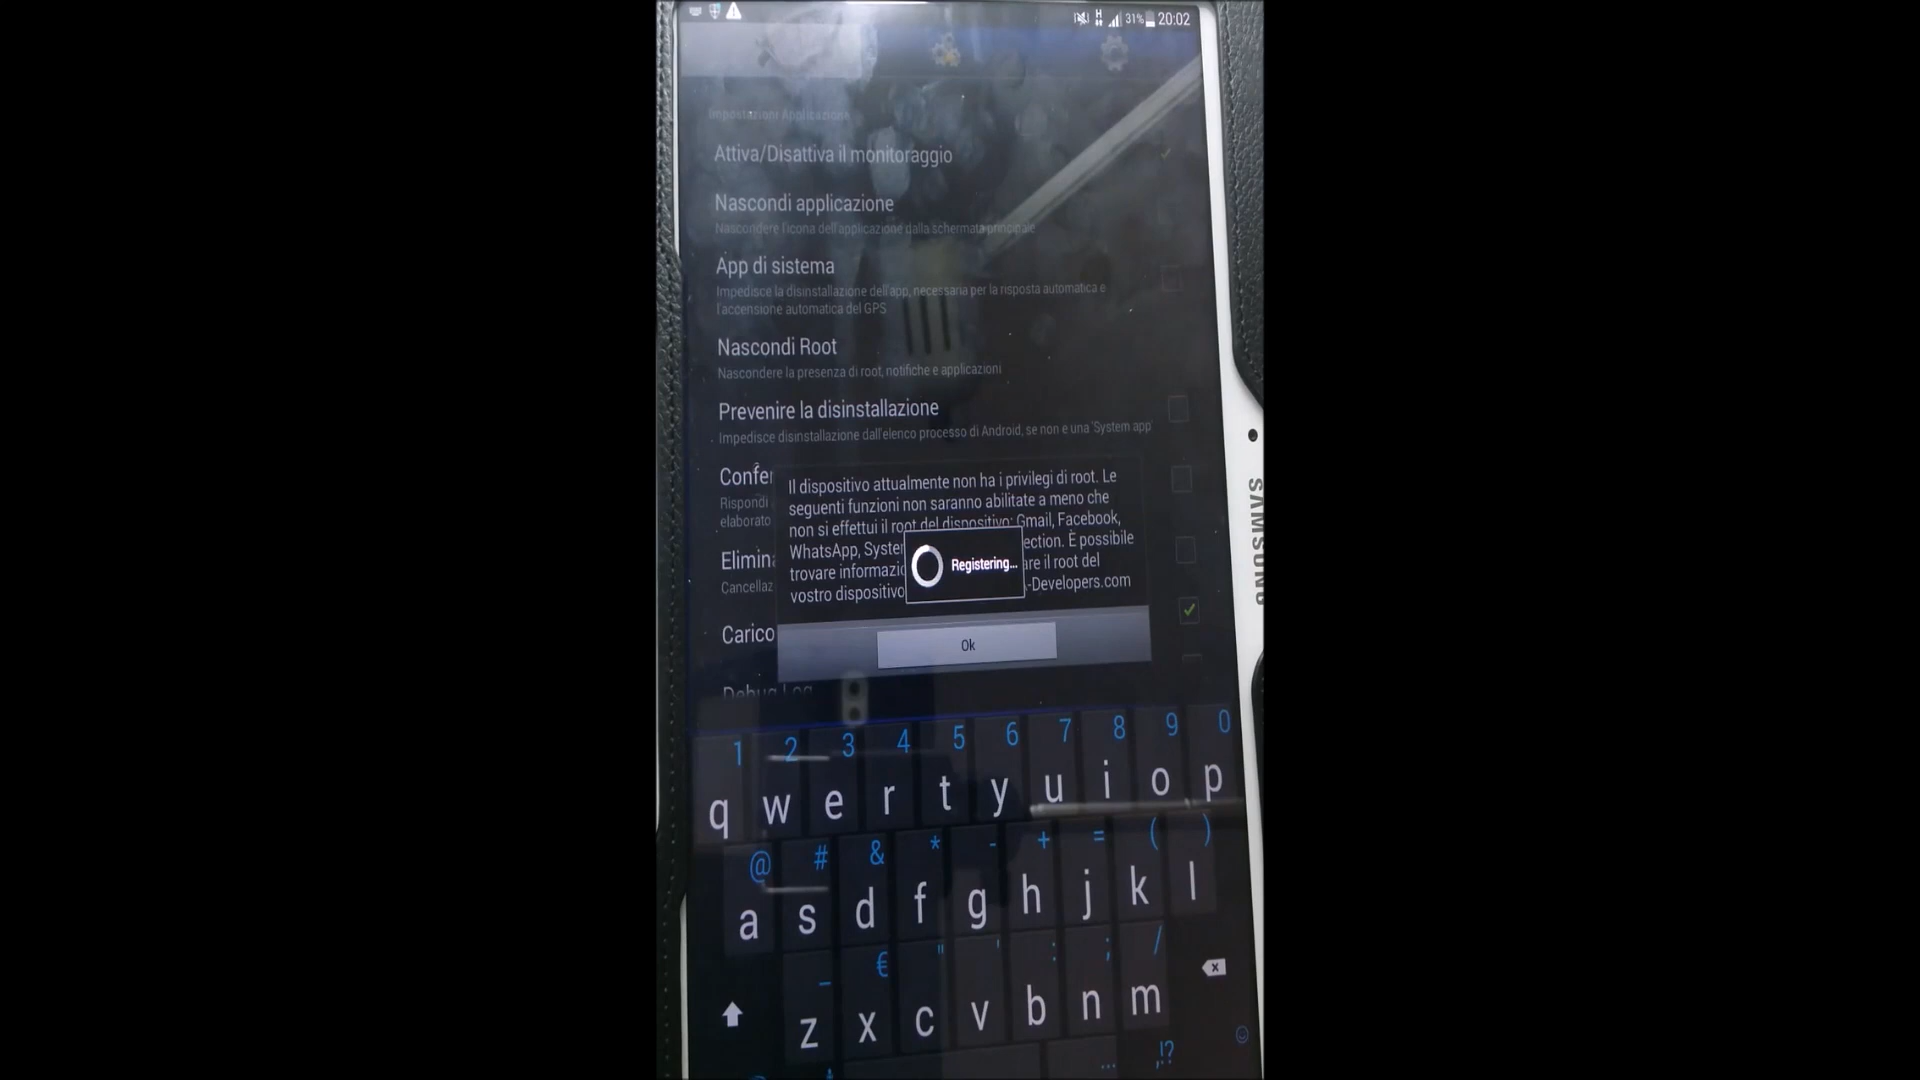 31% 20:02
Impostazioni Applicazione
Attiva/Disattiva il monitoraggio
Nascondi applicazione
Nascondere l'icona dell'applicazione dalla schermata principale
App di sistema
Impedisce la disinstallazione dell'app, necessaria per la risposta automatica e
l'accensione automatica del GPS
Nascondi Root
Nascondere la presenza di root, notifiche e applicazioni
Prevenire la disinstallazione
Impedisce disinstallazione dall'elenco processo di Android, se non e una 'System app'
Confer
Rispondi
elaborato
Elimina
Cancellaz
Carico
Debug Log
Il dispositivo attualmente non ha i privilegi di root. Le
seguenti funzioni non saranno abilitate a meno che
non si effettui il root del dispositivo: Gmail, Facebook,
WhatsApp, System ection. È possibile
trovare informazio are il root del
vostro dispositivo -Developers.com
Registering...
Ok
SAMSUNG
1 2 3 4 5 6 7 8 9 0
q w e r t y u i o p
@ # & * - + = ( )
a s d f g h j k l
_ € " ' : ; /
z x c v b n m
... ,!?